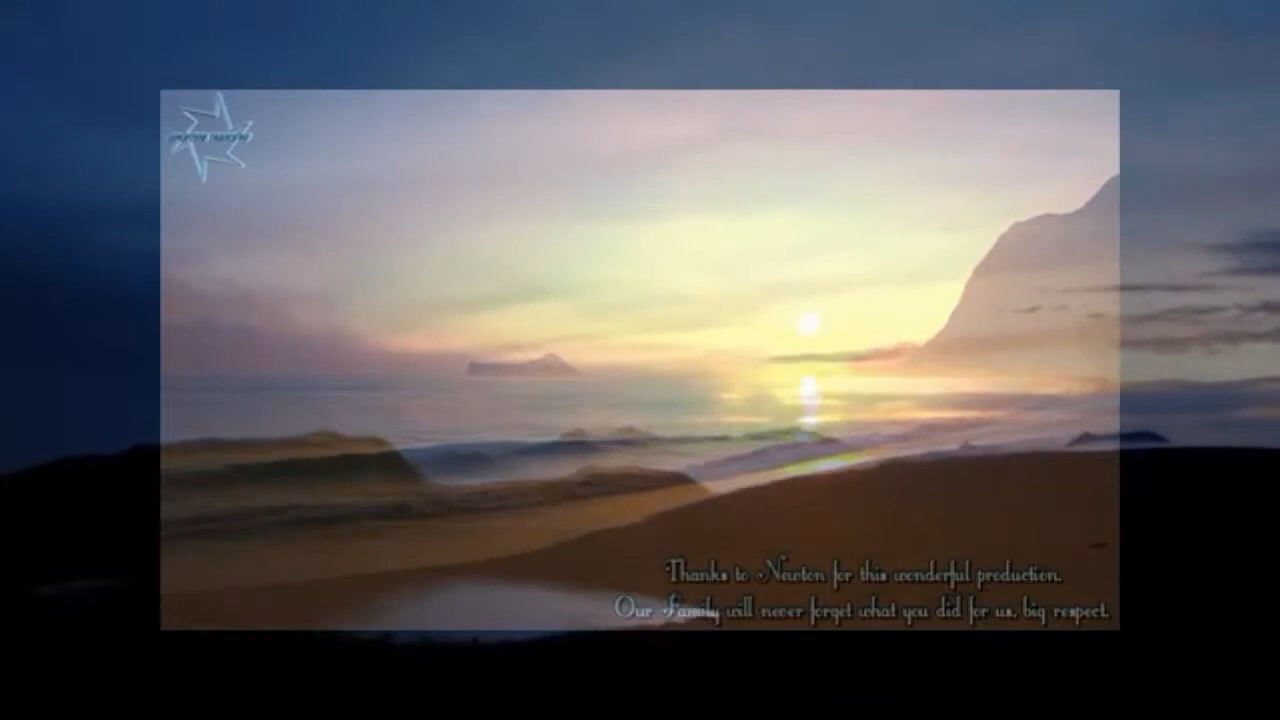 Thanks to Newton for this wonderful production.
Our Family will never forget what you did for us, big respect.